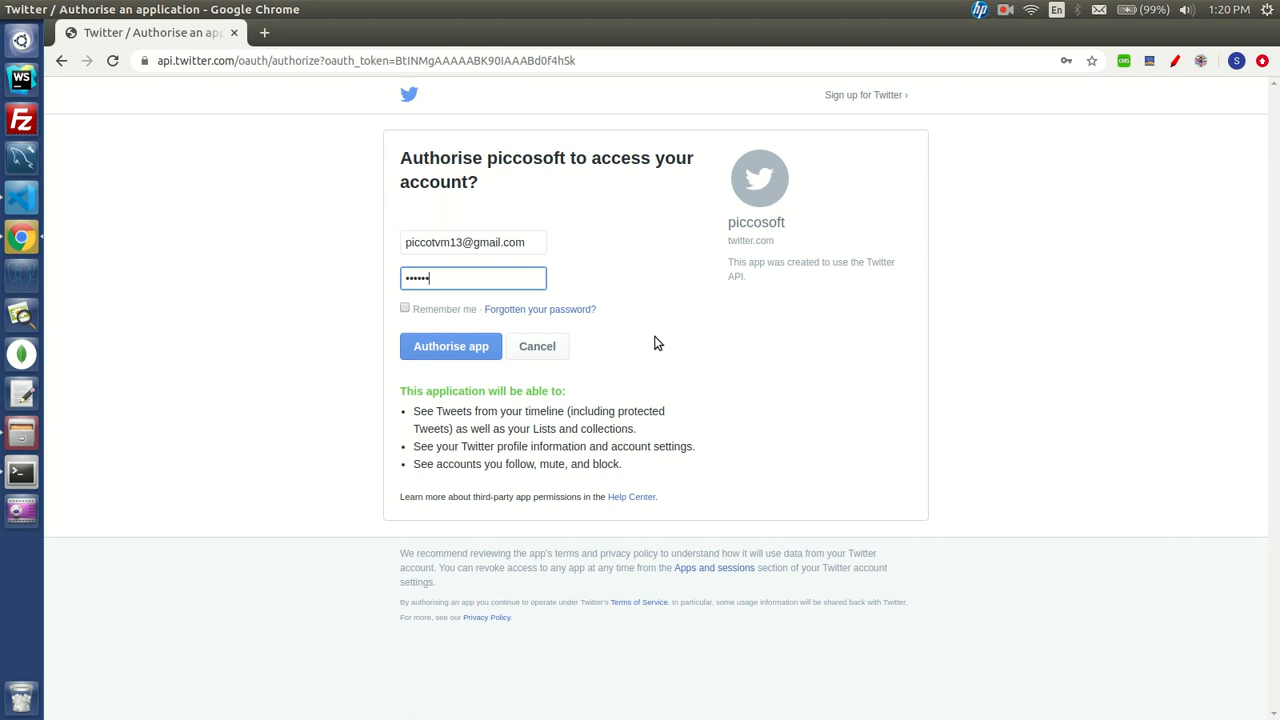 Twitter / Authorise an application - Google Chrome
En
(99%)
1:20 PM
Twitter / Authorise an app
api.twitter.com/oauth/authorize?oauth_token=BtINMgAAAAABK90IAAABd0f4hSk
CORS
S
WS
Fz
Sign up for Twitter ›
Authorise piccosoft to access your
account?
piccotvm13@gmail.com
••••••
Remember me · Forgotten your password?
Authorise app
Cancel
piccosoft
twitter.com
This app was created to use the Twitter
API.
This application will be able to:
• See Tweets from your timeline (including protected
Tweets) as well as your Lists and collections.
• See your Twitter profile information and account settings.
• See accounts you follow, mute, and block.
Learn more about third-party app permissions in the Help Center.
We recommend reviewing the app's terms and privacy policy to understand how it will use data from your Twitter
account. You can revoke access to any app at any time from the Apps and sessions section of your Twitter account
settings.
By authorising an app you continue to operate under Twitter's Terms of Service. In particular, some usage information will be shared back with Twitter.
For more, see our Privacy Policy.